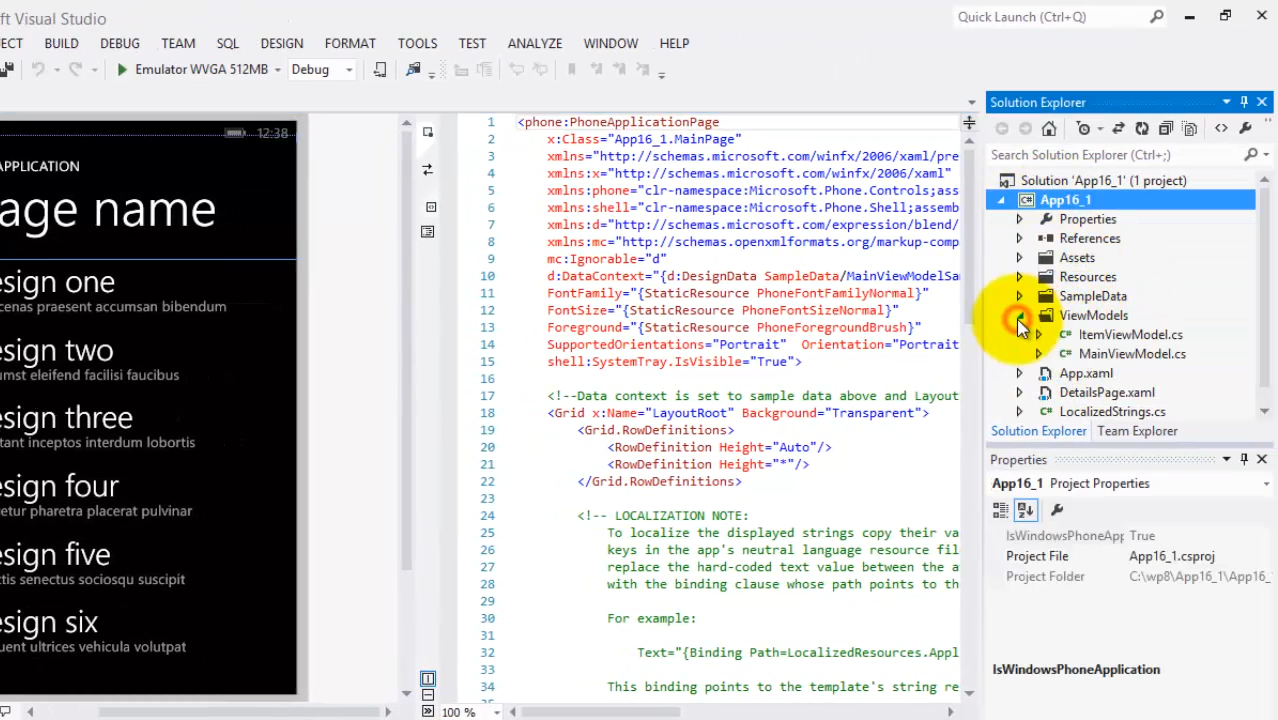 ft Visual Studio
Quick Launch (Ctrl+Q)
ECT BUILD DEBUG TEAM SQL DESIGN FORMAT TOOLS TEST ANALYZE WINDOW HELP
Emulator WVGA 512MB Debug
12:38
APPLICATION
age name
esign one
cenas praesent accumsan bibendum
esign two
umst eleifend facilisi faucibus
esign three
tant inceptos interdum lobortis
esign four
etur pharetra placerat pulvinar
esign five
ctis senectus sociosqu suscipit
esign six
uent ultrices vehicula volutpat
1 <phone:PhoneApplicationPage
2 x:Class="App16_1.MainPage"
3 xmlns="http://schemas.microsoft.com/winfx/2006/xaml/pre
4 xmlns:x="http://schemas.microsoft.com/winfx/2006/xaml"
5 xmlns:phone="clr-namespace:Microsoft.Phone.Controls;ass
6 xmlns:shell="clr-namespace:Microsoft.Phone.Shell;assemb
7 xmlns:d="http://schemas.microsoft.com/expression/blend/
8 xmlns:mc="http://schemas.openxmlformats.org/markup-comp
9 mc:Ignorable="d"
10 d:DataContext="{d:DesignData SampleData/MainViewModelSa
11 FontFamily="{StaticResource PhoneFontFamilyNormal}"
12 FontSize="{StaticResource PhoneFontSizeNormal}"
13 Foreground="{StaticResource PhoneForegroundBrush}"
14 SupportedOrientations="Portrait" Orientation="Portrait
15 shell:SystemTray.IsVisible="True">
16
17 <!--Data context is set to sample data above and Layout
18 <Grid x:Name="LayoutRoot" Background="Transparent">
19 <Grid.RowDefinitions>
20 <RowDefinition Height="Auto"/>
21 <RowDefinition Height="*"/>
22 </Grid.RowDefinitions>
23
24 <!-- LOCALIZATION NOTE:
25 To localize the displayed strings copy their va
26 keys in the app's neutral language resource fil
27 replace the hard-coded text value between the a
28 with the binding clause whose path points to th
29
30 For example:
31
32 Text="{Binding Path=LocalizedResources.Appl
33
34 This binding points to the template's string re
100 %
Solution Explorer
Search Solution Explorer (Ctrl+;)
Solution 'App16_1' (1 project)
C# App16_1
Properties
References
Assets
Resources
SampleData
ViewModels
C# ItemViewModel.cs
C# MainViewModel.cs
App.xaml
DetailsPage.xaml
C# LocalizedStrings.cs
Solution Explorer Team Explorer
Properties
App16_1 Project Properties
IsWindowsPhoneApp True
Project File App16_1.csproj
Project Folder C:\wp8\App16_1\App16_
IsWindowsPhoneApplication